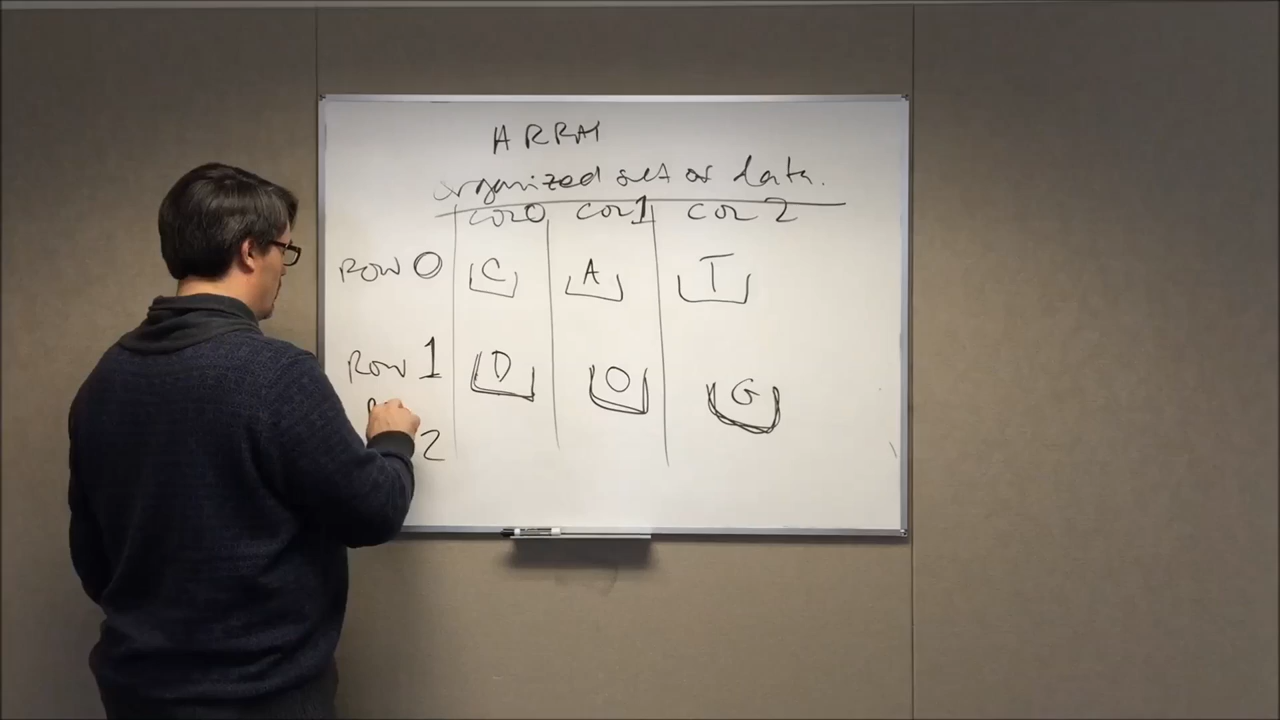 ARRAY
organized set of data.
COL 0 COL 1 COL 2
ROW 0 C A T
ROW 1 D O G
2